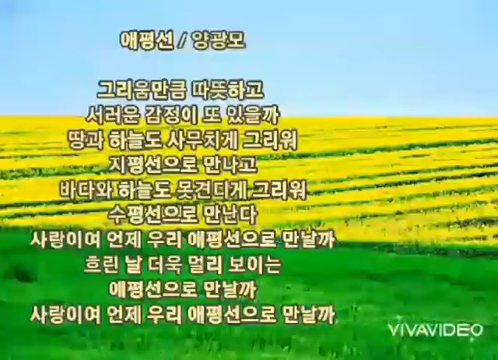 애평선 / 양광모
그리움만큼 따뜻하고
서러운 감정이 또 있을까
땅과 하늘도 사무치게 그리워
지평선으로 만나고
바다와 하늘도 못견디게 그리워
수평선으로 만난다
사랑이여 언제 우리 애평선으로 만날까
흐린 날 더욱 멀리 보이는
애평선으로 만날까
사랑이여 언제 우리 애평선으로 만날까
VIVAVIDEO